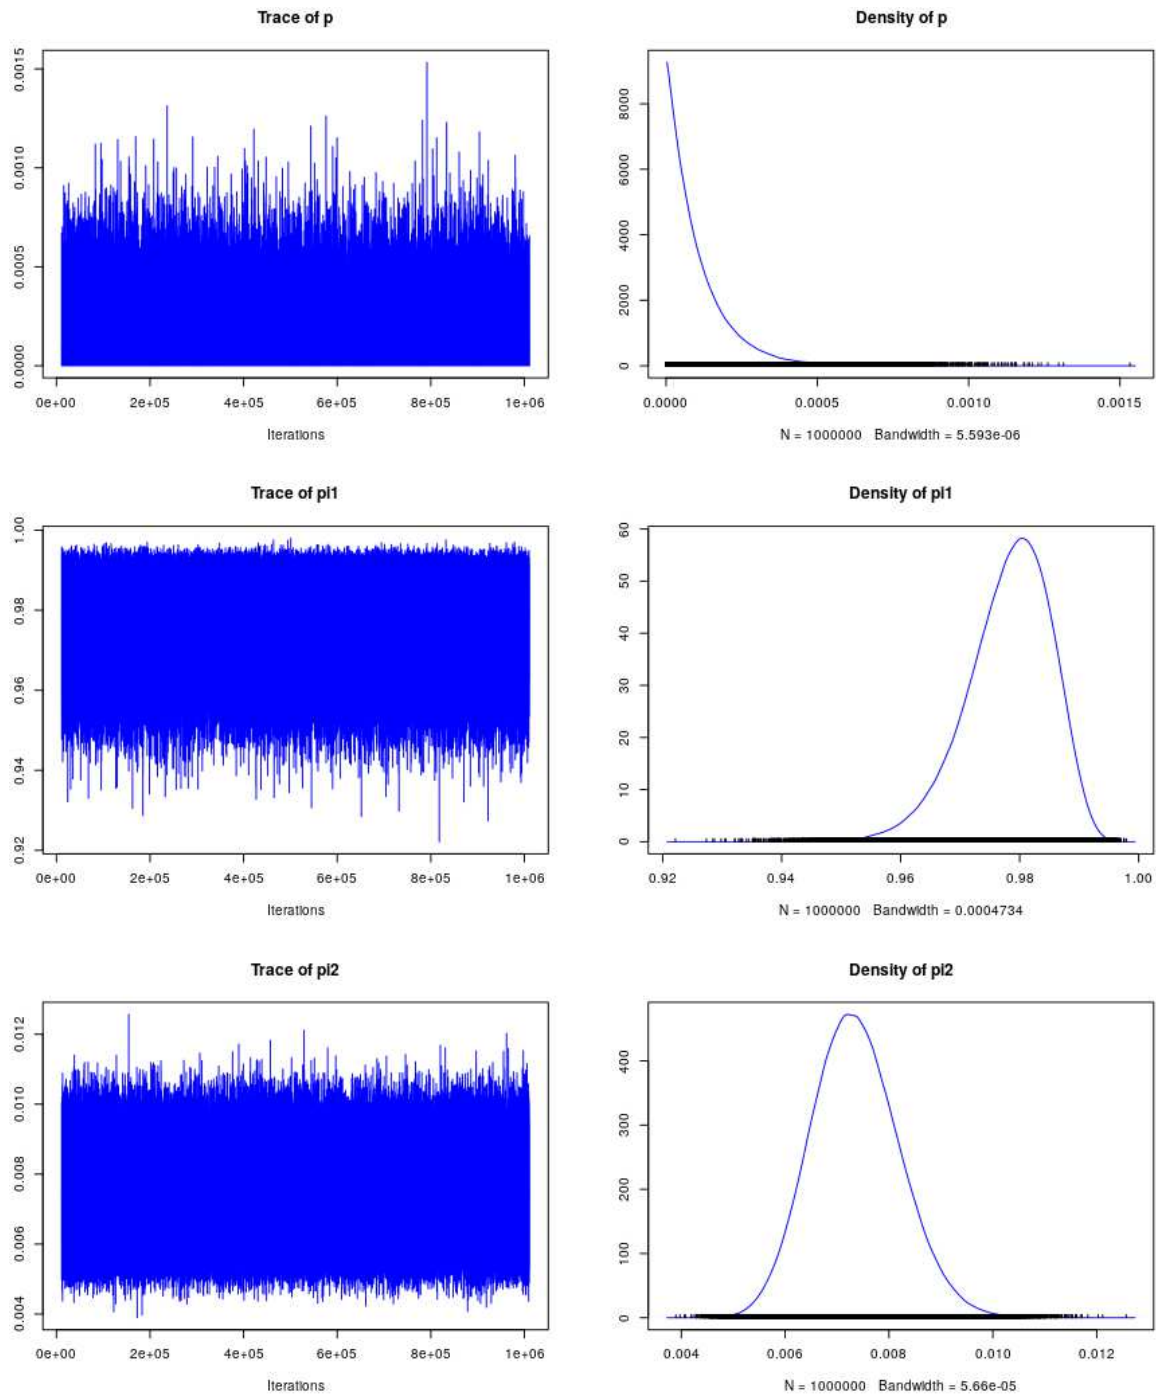 Trace of p
0.0015
0.0010
0.0005
0.0000
0e+00 2e+05 4e+05 6e+05 8e+05 1e+06
Iterations
Density of p
8000
6000
4000
2000
0
0.0000 0.0005 0.0010 0.0015
N = 1000000 Bandwidth = 5.593e-06
Trace of pi1
1.00
0.98
0.96
0.94
0.92
0e+00 2e+05 4e+05 6e+05 8e+05 1e+06
Iterations
Density of pi1
60
50
40
30
20
10
0
0.92 0.94 0.96 0.98 1.00
N = 1000000 Bandwidth = 0.0004734
Trace of pi2
0.012
0.010
0.008
0.006
0.004
0e+00 2e+05 4e+05 6e+05 8e+05 1e+06
Iterations
Density of pi2
400
300
200
100
0
0.004 0.006 0.008 0.010 0.012
N = 1000000 Bandwidth = 5.66e-05